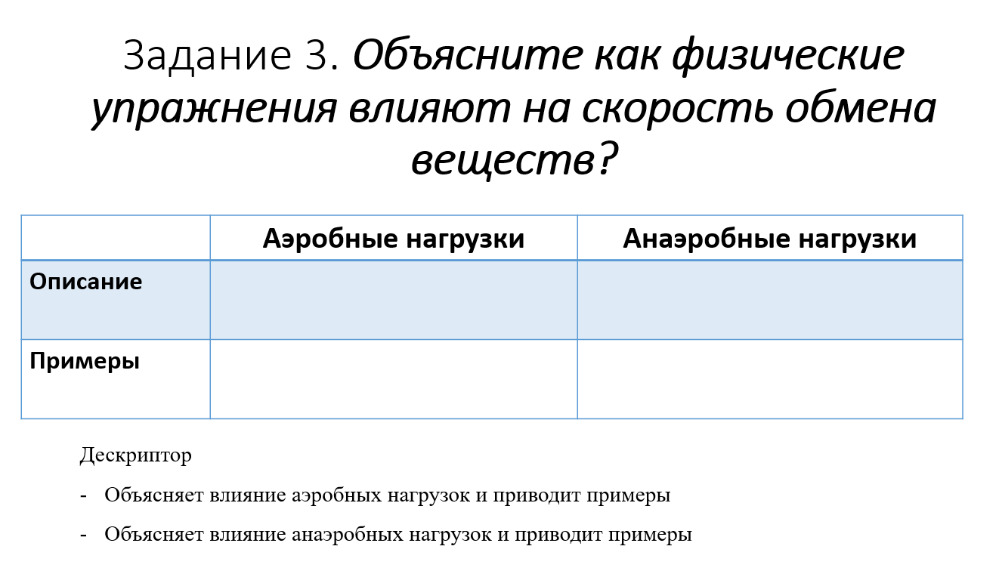 Задание 3. Объясните как физические
упражнения влияют на скорость обмена
веществ?
Аэробные нагрузки
Анаэробные нагрузки
Описание
Примеры
Дескриптор
- Объясняет влияние аэробных нагрузок и приводит примеры
- Объясняет влияние анаэробных нагрузок и приводит примеры